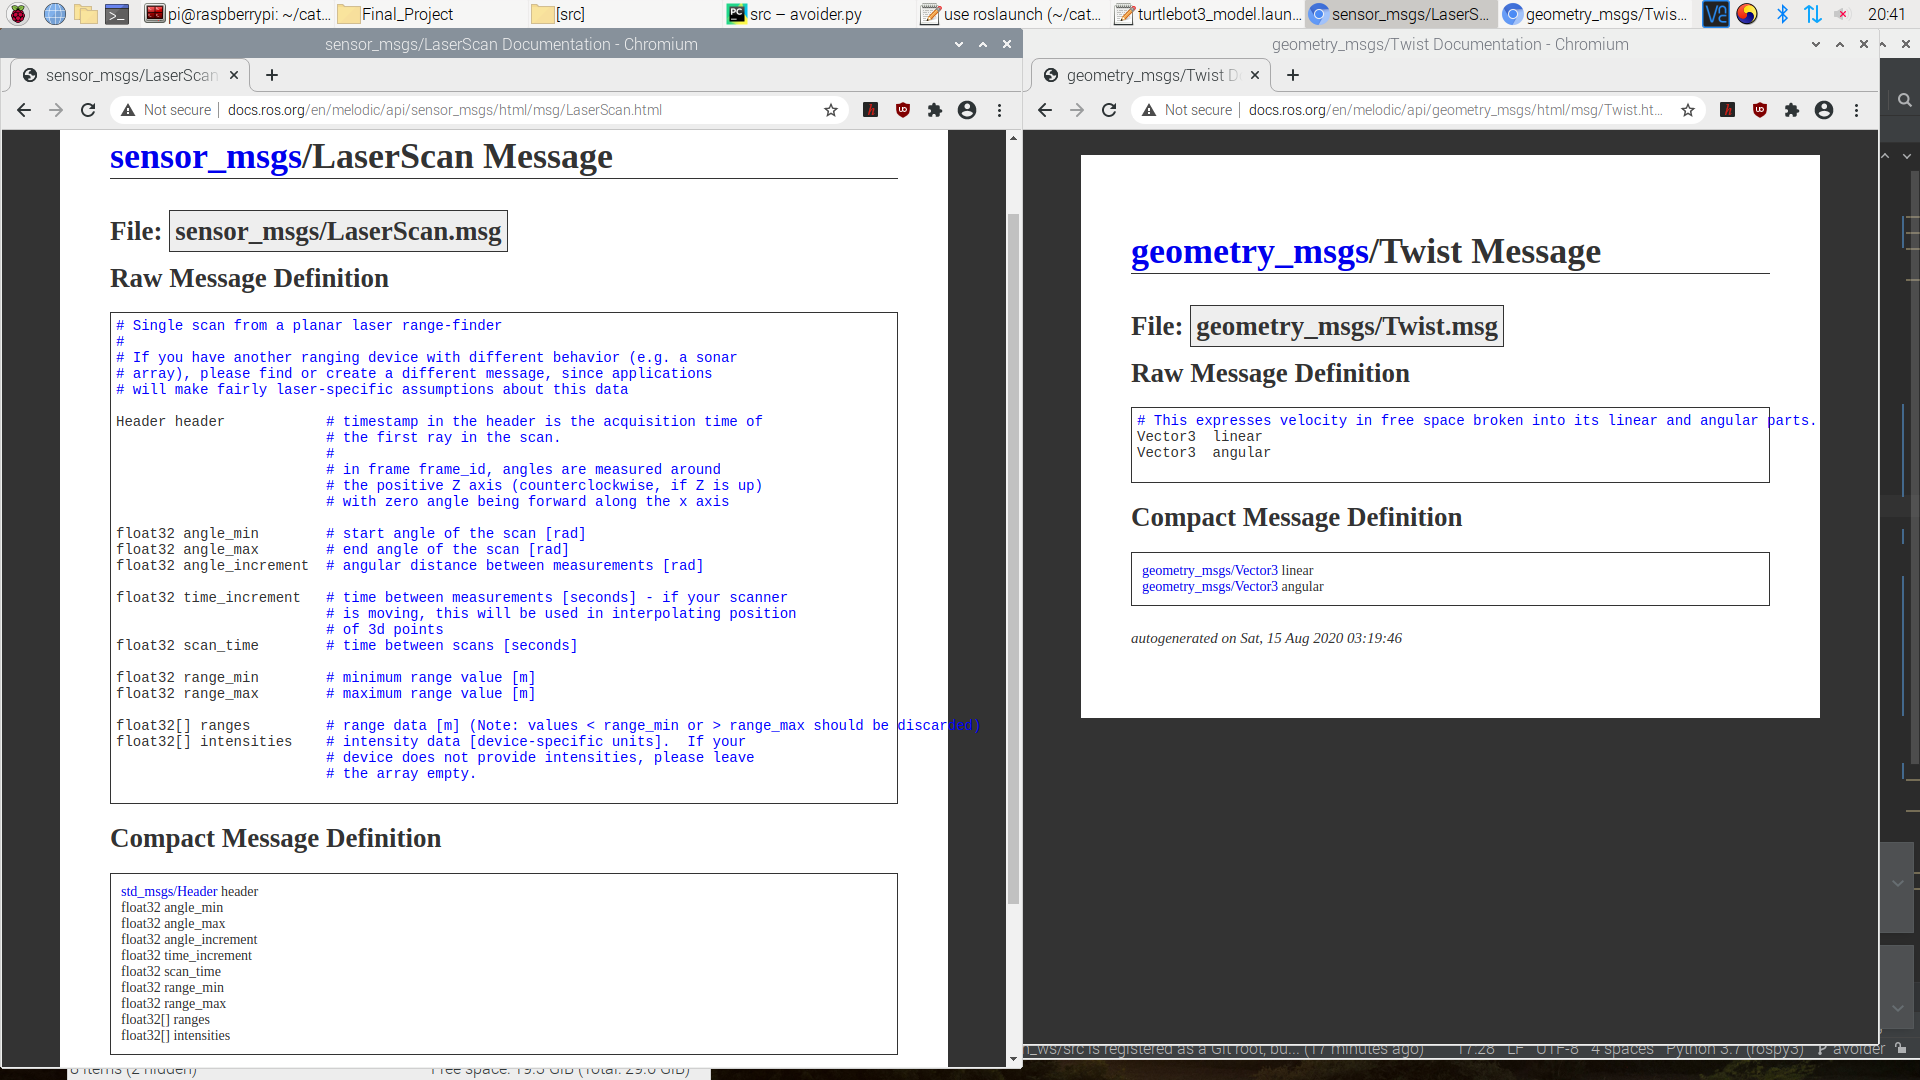 pi@raspberrypi: ~/cat...
Final_Project
[src]
src – avoider.py
use roslaunch (~/cat...
turtlebot3_model.laun...
sensor_msgs/LaserS...
geometry_msgs/Twis...
20:41
sensor_msgs/LaserScan Documentation - Chromium
sensor_msgs/LaserScan
Not secure
docs.ros.org/en/melodic/api/sensor_msgs/html/msg/LaserScan.html
sensor_msgs/LaserScan Message
File: sensor_msgs/LaserScan.msg
Raw Message Definition
# Single scan from a planar laser range-finder
#
# If you have another ranging device with different behavior (e.g. a sonar
# array), please find or create a different message, since applications
# will make fairly laser-specific assumptions about this data
Header header            # timestamp in the header is the acquisition time of
# the first ray in the scan.
#
# in frame frame_id, angles are measured around
# the positive Z axis (counterclockwise, if Z is up)
# with zero angle being forward along the x axis
float32 angle_min        # start angle of the scan [rad]
float32 angle_max        # end angle of the scan [rad]
float32 angle_increment  # angular distance between measurements [rad]
float32 time_increment   # time between measurements [seconds] - if your scanner
# is moving, this will be used in interpolating position
# of 3d points
float32 scan_time        # time between scans [seconds]
float32 range_min        # minimum range value [m]
float32 range_max        # maximum range value [m]
float32[] ranges         # range data [m] (Note: values < range_min or > range_max should be discarded)
float32[] intensities    # intensity data [device-specific units].  If your
# device does not provide intensities, please leave
# the array empty.
Compact Message Definition
std_msgs/Header header
float32 angle_min
float32 angle_max
float32 angle_increment
float32 time_increment
float32 scan_time
float32 range_min
float32 range_max
float32[] ranges
float32[] intensities
geometry_msgs/Twist Documentation - Chromium
geometry_msgs/Twist D
Not secure
docs.ros.org/en/melodic/api/geometry_msgs/html/msg/Twist.ht...
geometry_msgs/Twist Message
File: geometry_msgs/Twist.msg
Raw Message Definition
# This expresses velocity in free space broken into its linear and angular parts.
Vector3  linear
Vector3  angular
Compact Message Definition
geometry_msgs/Vector3 linear
geometry_msgs/Vector3 angular
autogenerated on Sat, 15 Aug 2020 03:19:46
n_ws/src is registered as a Git root, bu... (17 minutes ago)
17:28 LF UTF-8 4 spaces Python 3.7 (rospy3) avoider
items (2 hidden)
Free space: 19.5 GiB (Total: 29.0 GiB)